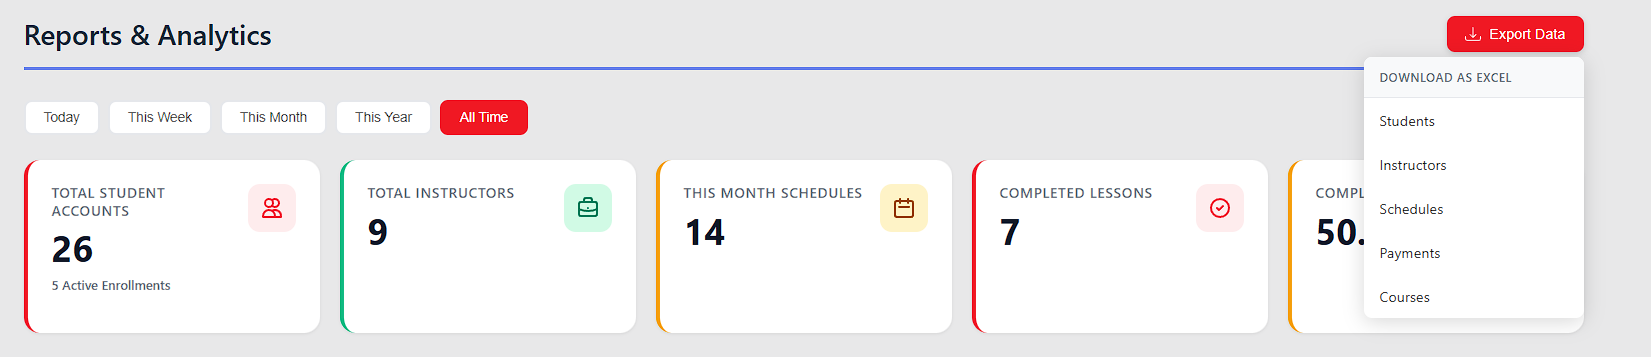 Reports & Analytics
Export Data
DOWNLOAD AS EXCEL
Students
Instructors
Schedules
Payments
Courses
Today
This Week
This Month
This Year
All Time
TOTAL STUDENT
ACCOUNTS
26
5 Active Enrollments
TOTAL INSTRUCTORS
9
THIS MONTH SCHEDULES
14
COMPLETED LESSONS
7
COMPL
50.